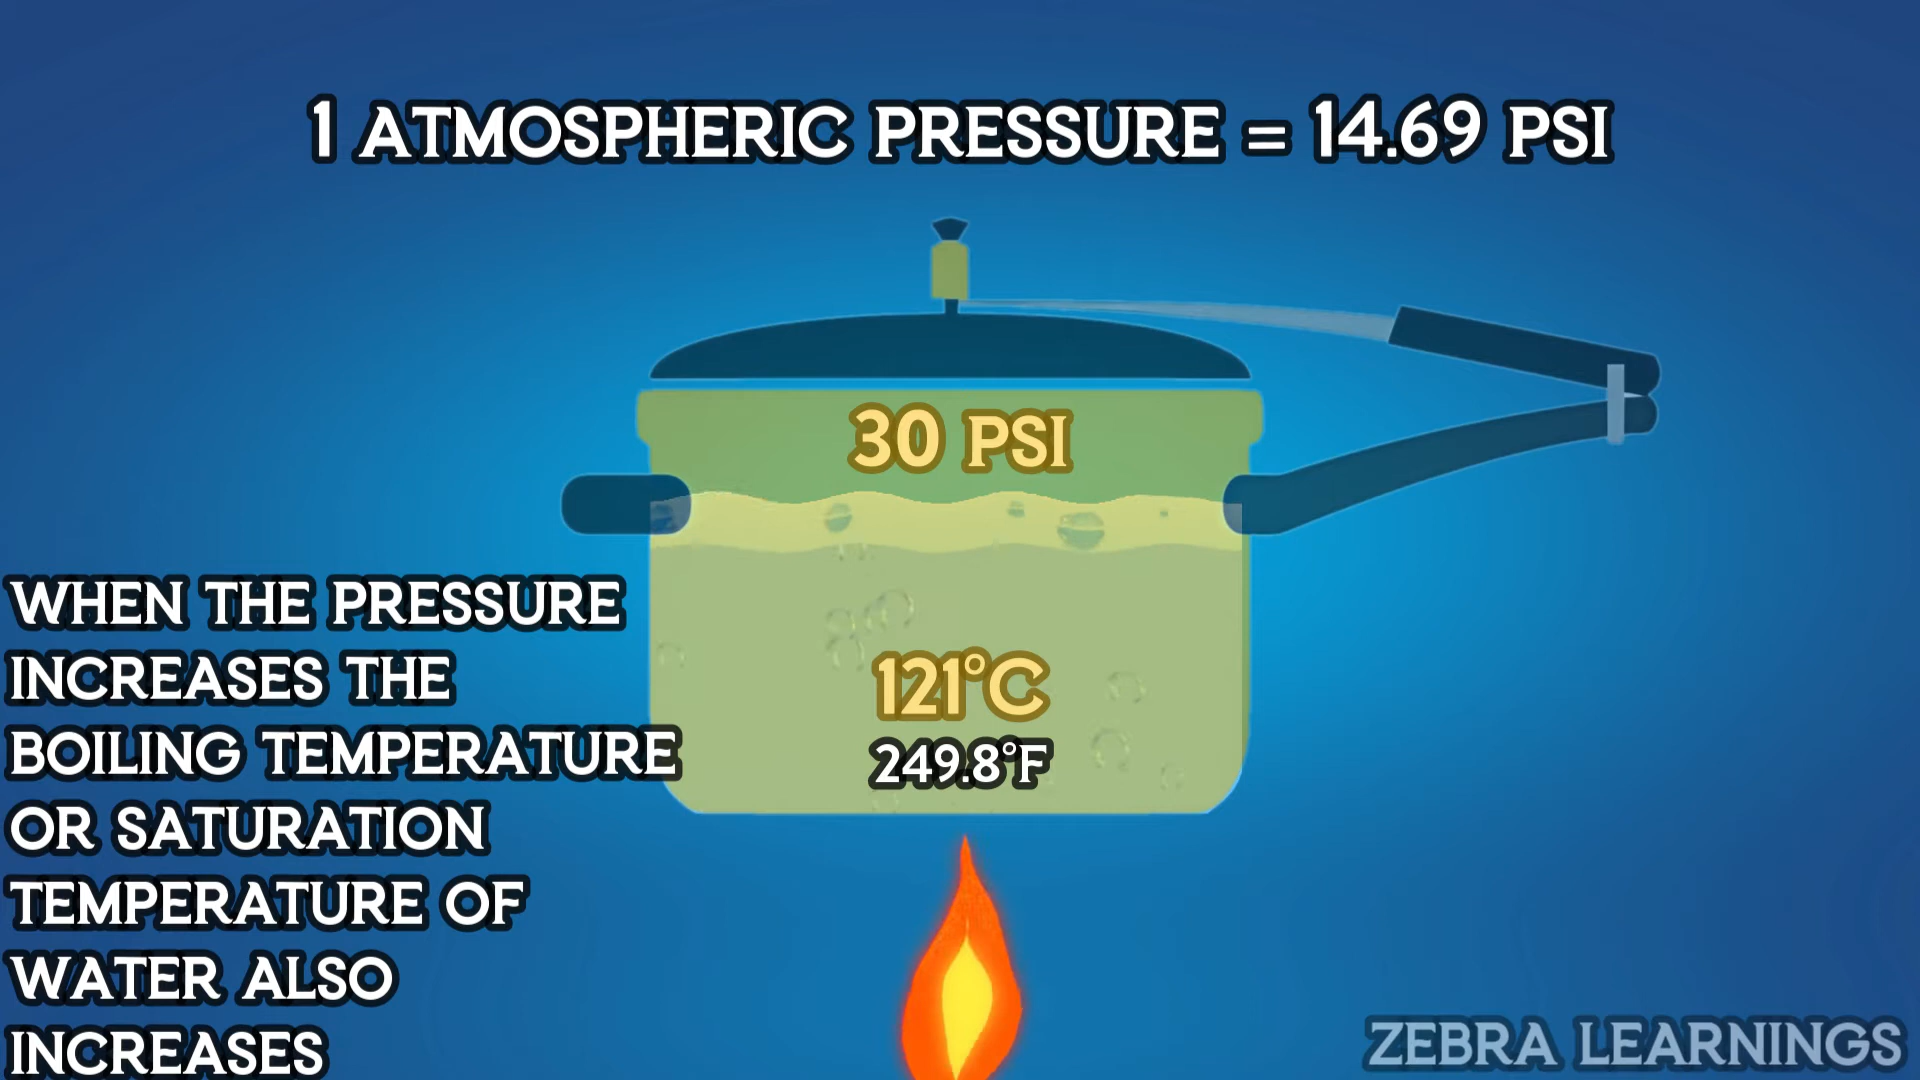 1 ATMOSPHERIC PRESSURE = 14.69 PSI
30 PSI
121°C
249.8°F
WHEN THE PRESSURE
INCREASES THE
BOILING TEMPERATURE
OR SATURATION
TEMPERATURE OF
WATER ALSO
INCREASES
ZEBRA LEARNINGS